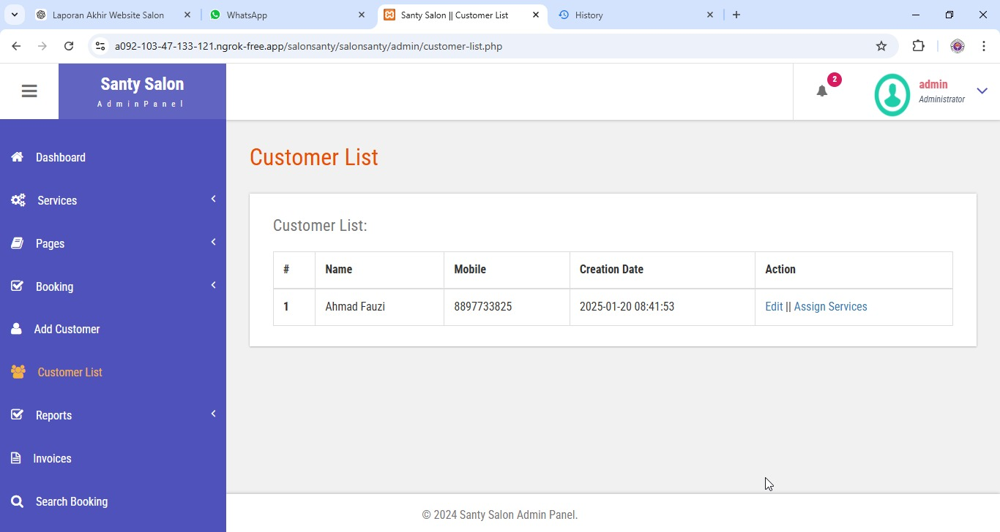 Laporan Akhir Website Salon
WhatsApp
Santy Salon || Customer List
History
a092-103-47-133-121.ngrok-free.app/salonsanty/salonsanty/admin/customer-list.php
Santy Salon
AdminPanel
2
admin
Administrator
Dashboard
Services
Pages
Booking
Add Customer
Customer List
Reports
Invoices
Search Booking
Customer List
Customer List:
# Name Mobile Creation Date Action
1 Ahmad Fauzi 8897733825 2025-01-20 08:41:53 Edit || Assign Services
© 2024 Santy Salon Admin Panel.